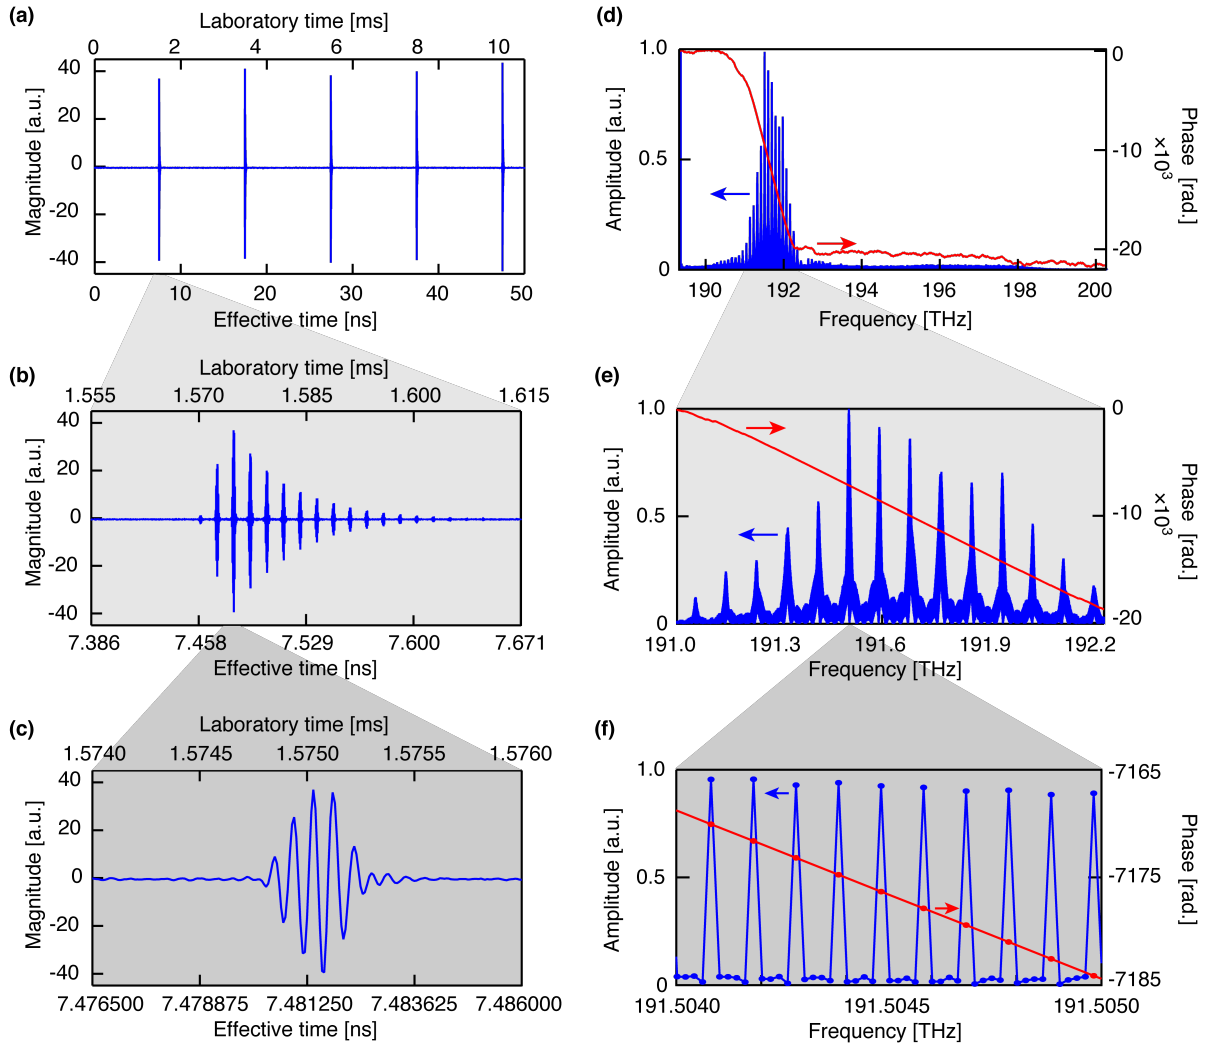 (a)
Laboratory time [ms]
0 2 4 6 8 10
Magnitude [a.u.]
40
20
0
-20
-40
0 10 20 30 40 50
Effective time [ns]
(b)
Laboratory time [ms]
1.555 1.570 1.585 1.600 1.615
Magnitude [a.u.]
40
20
0
-20
-40
7.386 7.458 7.529 7.600 7.671
Effective time [ns]
(c)
Laboratory time [ms]
1.5740 1.5745 1.5750 1.5755 1.5760
Magnitude [a.u.]
40
20
0
-20
-40
7.476500 7.478875 7.481250 7.483625 7.486000
Effective time [ns]
(d)
Amplitude [a.u.]
1.0
0.5
0
0
-10
-20
Phase [rad.]
×10³
190 192 194 196 198 200
Frequency [THz]
(e)
Amplitude [a.u.]
1.0
0.5
0
0
-10
-20
Phase [rad.]
×10³
191.0 191.3 191.6 191.9 192.2
Frequency [THz]
(f)
Amplitude [a.u.]
1.0
0.5
0
-7165
-7175
-7185
Phase [rad.]
191.5040 191.5045 191.5050
Frequency [THz]